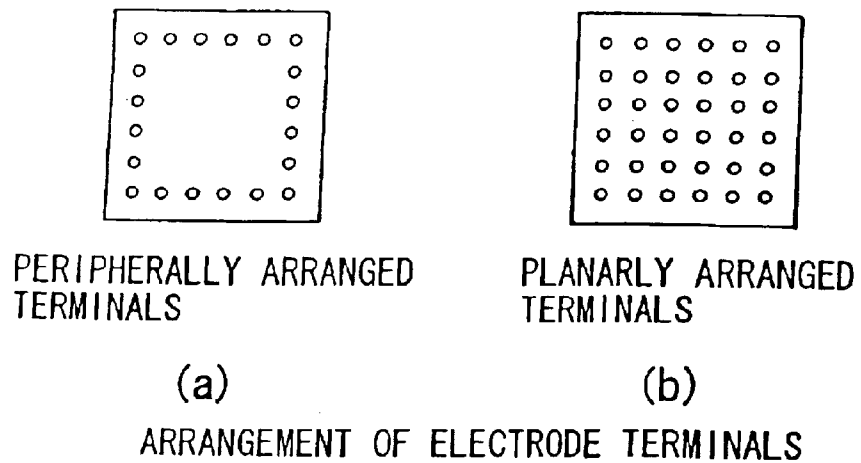 PERIPHERALLY ARRANGED
TERMINALS
(a)
PLANARLY ARRANGED
TERMINALS
(b)
ARRANGEMENT OF ELECTRODE TERMINALS